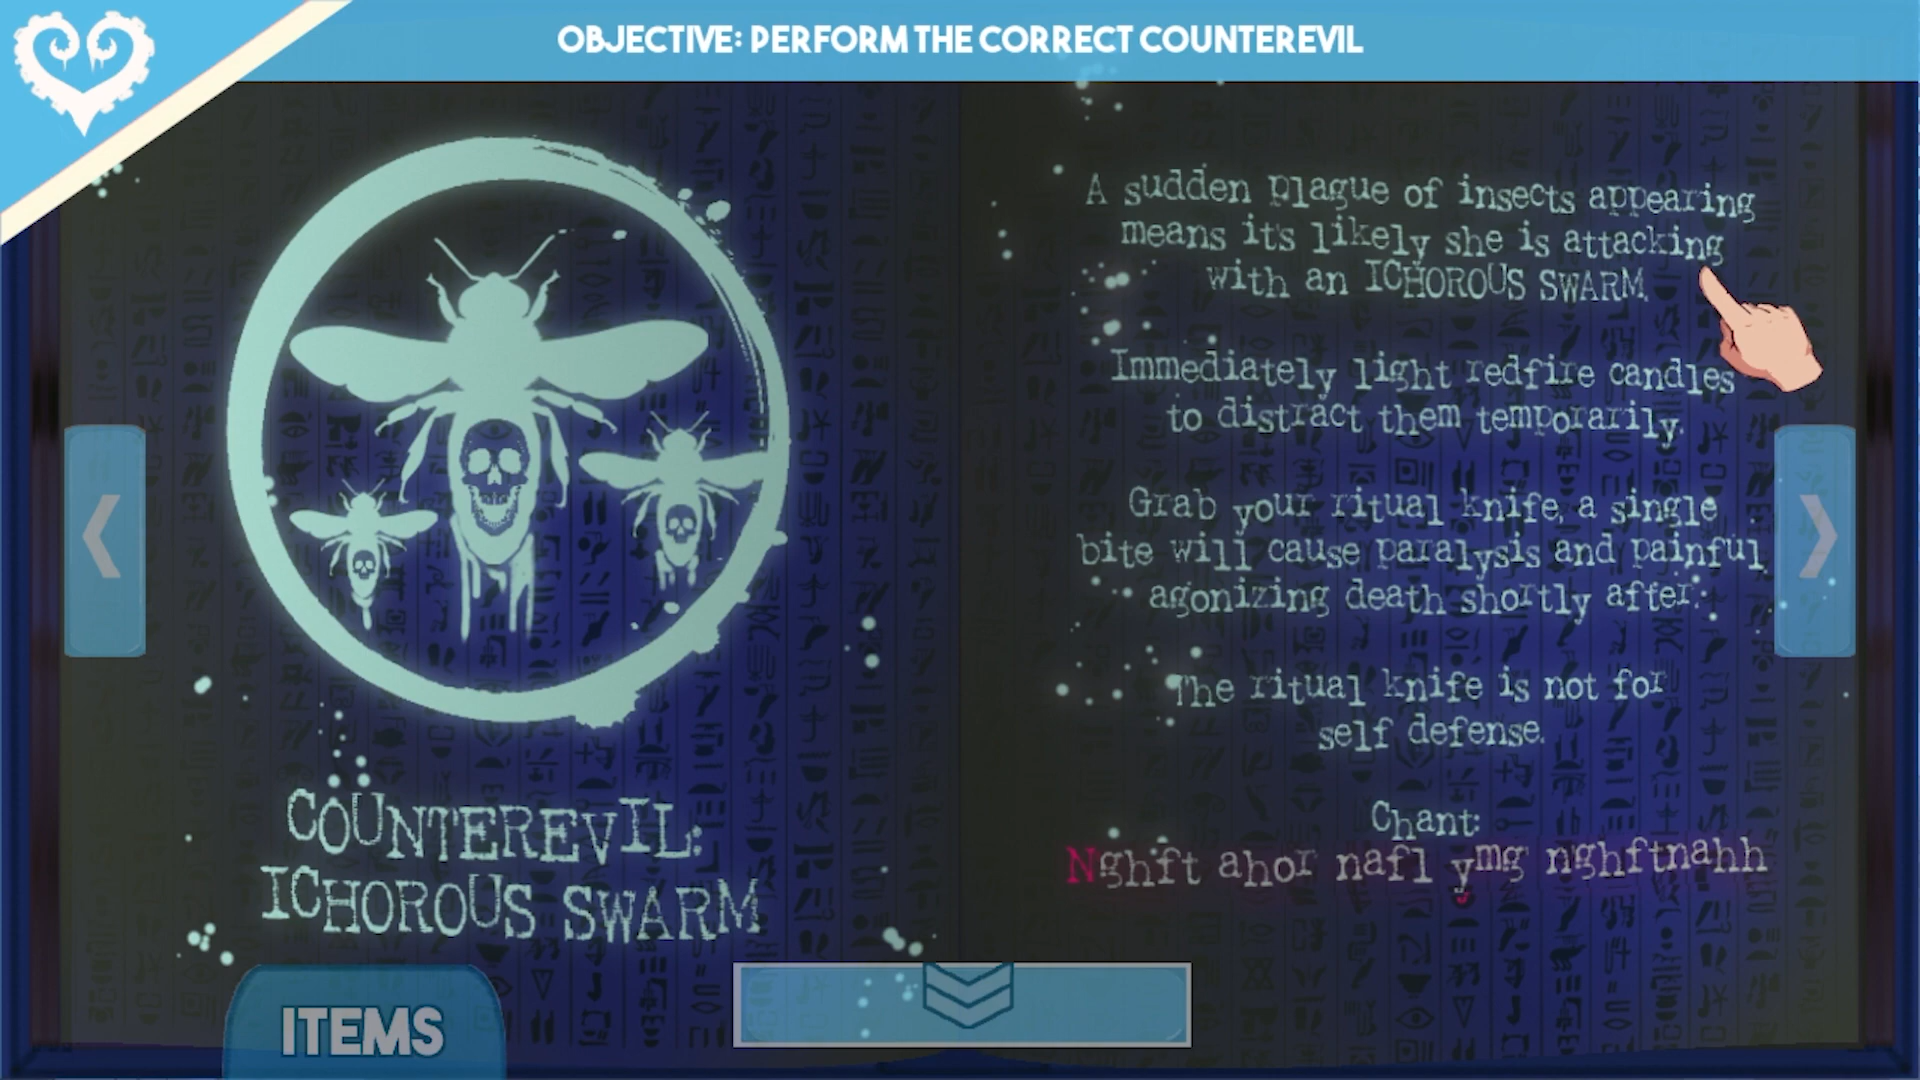 OBJECTIVE: PERFORM THE CORRECT COUNTEREVIL
COUNTEREVIL:
ICHOROUS SWARM
A sudden plague of insects appearing
means it's likely she is attacking
with an ICHOROUS SWARM.
Immediately light redfire candles
to distract them temporarily.
Grab your ritual knife, a single
bite will cause paralysis and painful,
agonizing death shortly after.
The ritual knife is not for
self defense.
Chant:
Nghft ahor nafl ymg' nghftnahh
ITEMS